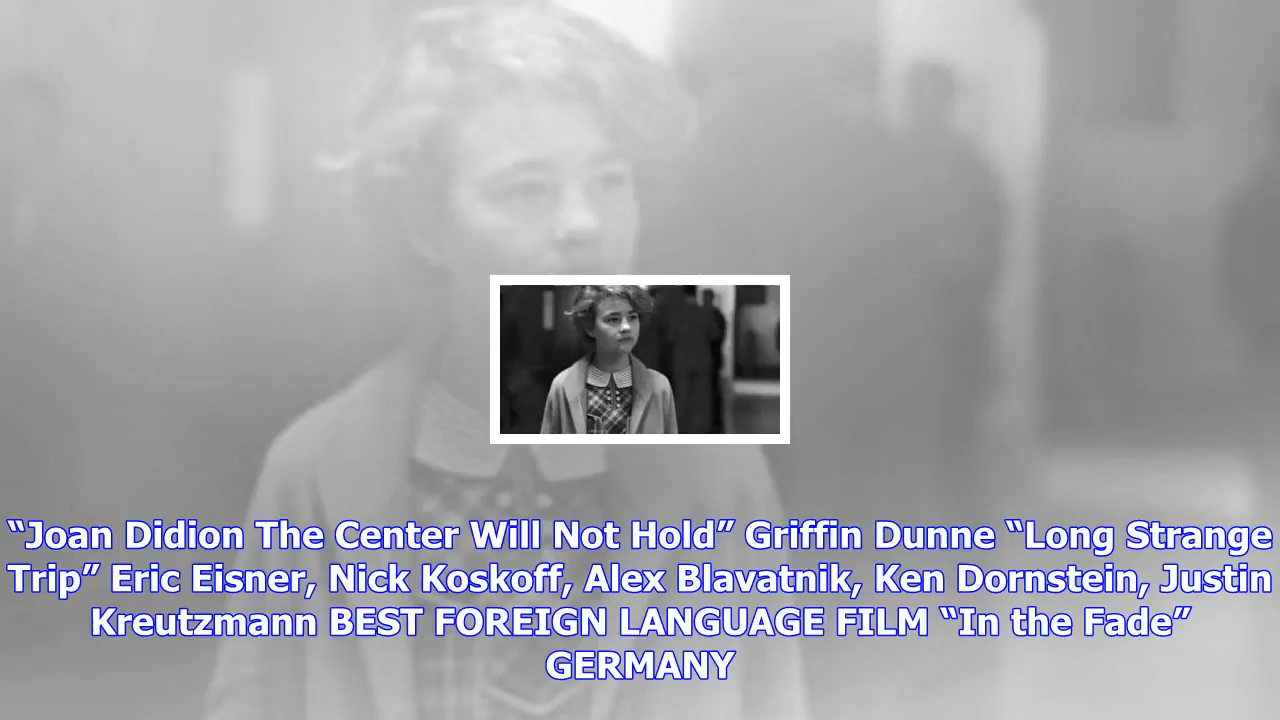 “Joan Didion The Center Will Not Hold” Griffin Dunne “Long Strange
Trip” Eric Eisner, Nick Koskoff, Alex Blavatnik, Ken Dornstein, Justin
Kreutzmann BEST FOREIGN LANGUAGE FILM “In the Fade”
GERMANY